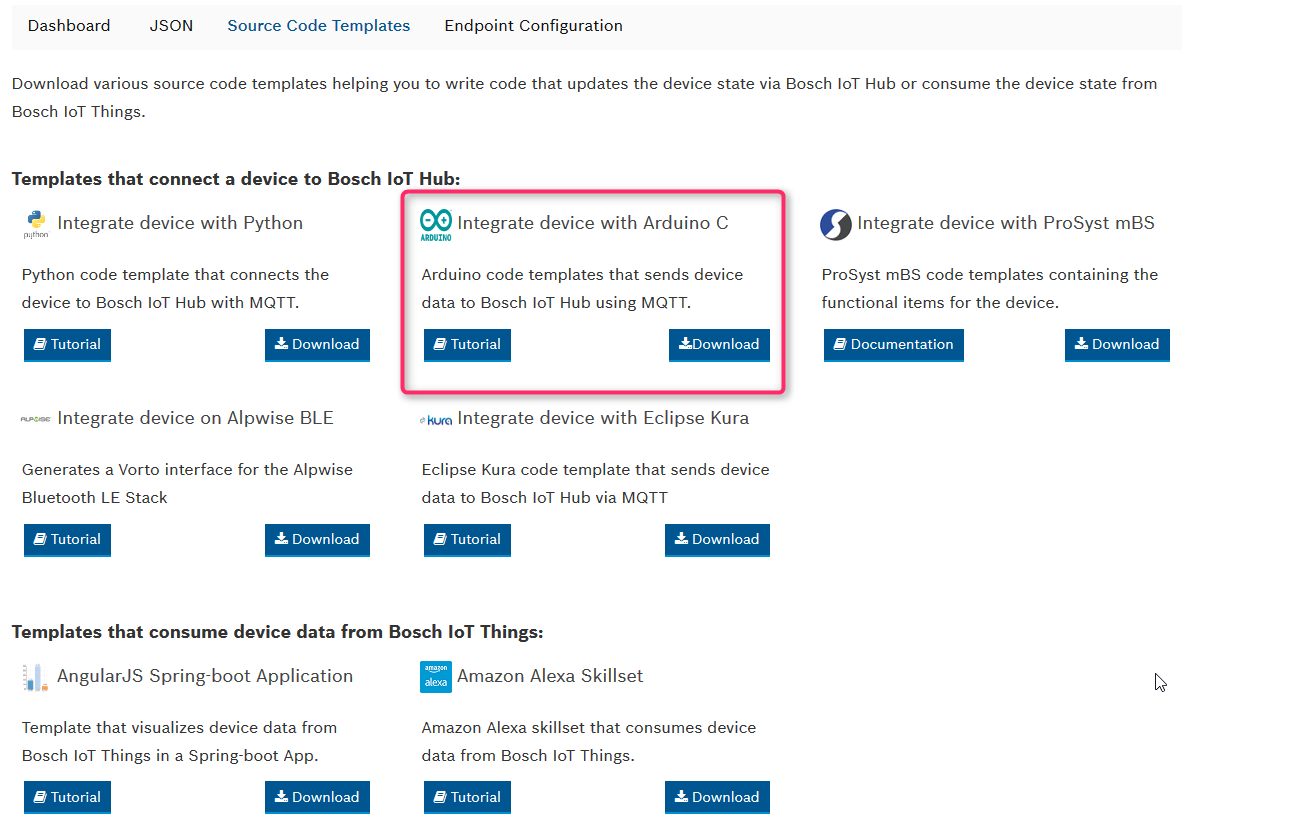 Dashboard JSON Source Code Templates Endpoint Configuration
Download various source code templates helping you to write code that updates the device state via Bosch IoT Hub or consume the device state from
Bosch IoT Things.
Templates that connect a device to Bosch IoT Hub:
python
Integrate device with Python
Python code template that connects the
device to Bosch IoT Hub with MQTT.
Tutorial Download
ARDUINO
Integrate device with Arduino C
Arduino code templates that sends device
data to Bosch IoT Hub using MQTT.
Tutorial Download
Integrate device with ProSyst mBS
ProSyst mBS code templates containing the
functional items for the device.
Documentation Download
ALPWISE
Integrate device on Alpwise BLE
Generates a Vorto interface for the Alpwise
Bluetooth LE Stack
Tutorial Download
kura
Integrate device with Eclipse Kura
Eclipse Kura code template that sends device
data to Bosch IoT Hub via MQTT
Tutorial Download
Templates that consume device data from Bosch IoT Things:
AngularJS Spring-boot Application
Template that visualizes device data from
Bosch IoT Things in a Spring-boot App.
Tutorial Download
amazon
alexa
Amazon Alexa Skillset
Amazon Alexa skillset that consumes device
data from Bosch IoT Things.
Tutorial Download